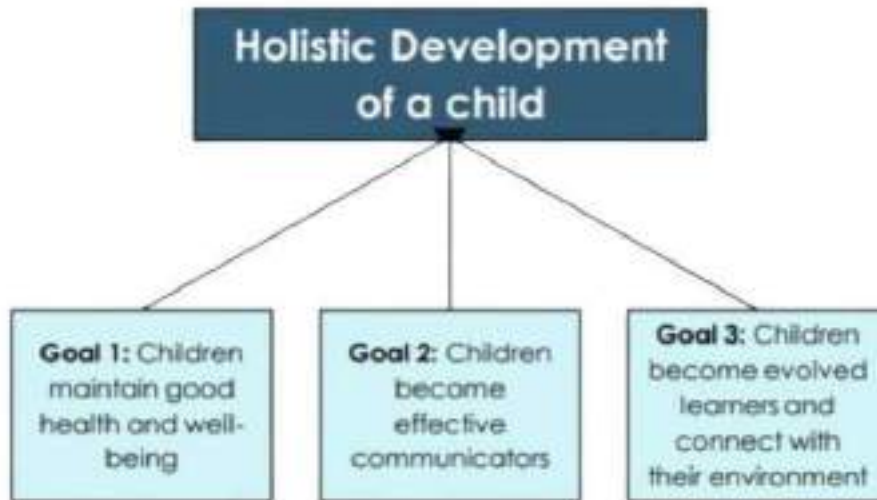 Holistic Development
of a child
Goal 1: Children
maintain good
health and well-
being
Goal 2: Children
become
effective
communicators
Goal 3: Children
become evolved
learners and
connect with
their environment